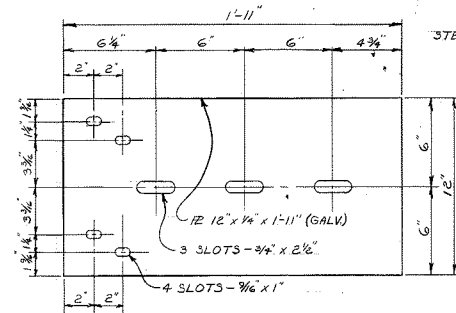 1'-11"
6¼" 6" 6" 4¾"
STE
2" 2"
1⅜"
1¼"
3⅜"
3⅜"
1¼"
1⅜"
6"
12"
6"
PL 12" x ¼" x 1'-11" (GALV.)
3 SLOTS - ¾" x 2½"
4 SLOTS - 9/16" x 1"
2" 2"